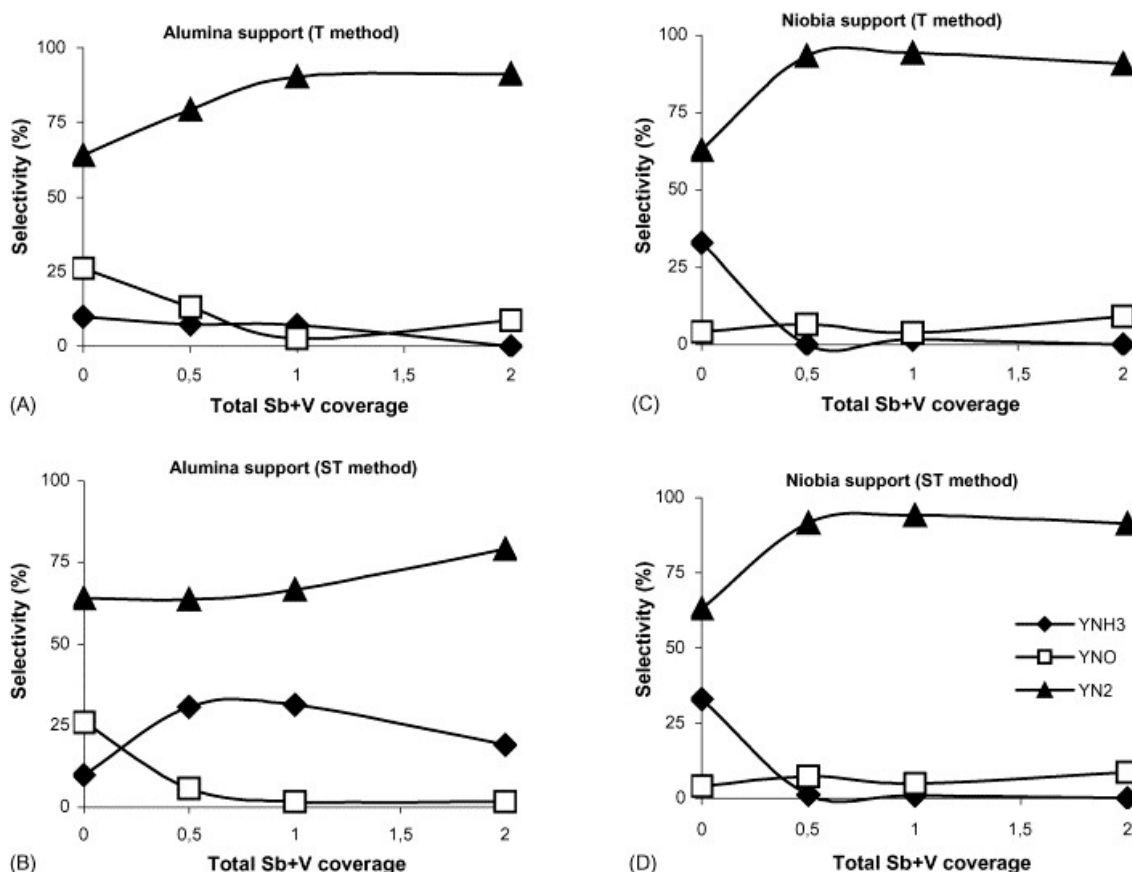 Alumina support (T method)
100
75
50
25
0
Selectivity (%)
0 0,5 1 1,5 2
(A) Total Sb+V coverage
Niobia support (T method)
100
75
50
25
0
Selectivity (%)
0 0,5 1 1,5 2
(C) Total Sb+V coverage
Alumina support (ST method)
100
75
50
25
0
Selectivity (%)
0 0,5 1 1,5 2
(B) Total Sb+V coverage
Niobia support (ST method)
100
75
50
25
0
Selectivity (%)
YNH3
YNO
YN2
0 0,5 1 1,5 2
(D) Total Sb+V coverage